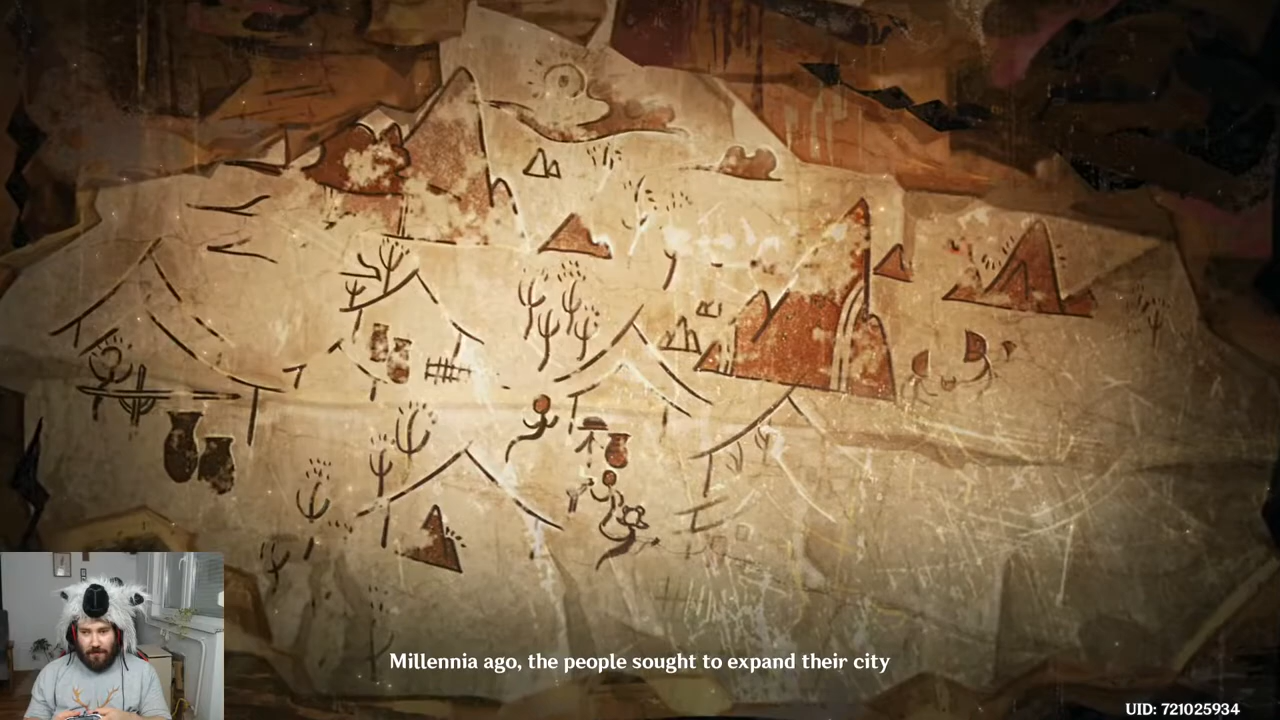 Millennia ago, the people sought to expand their city
UID: 721025934